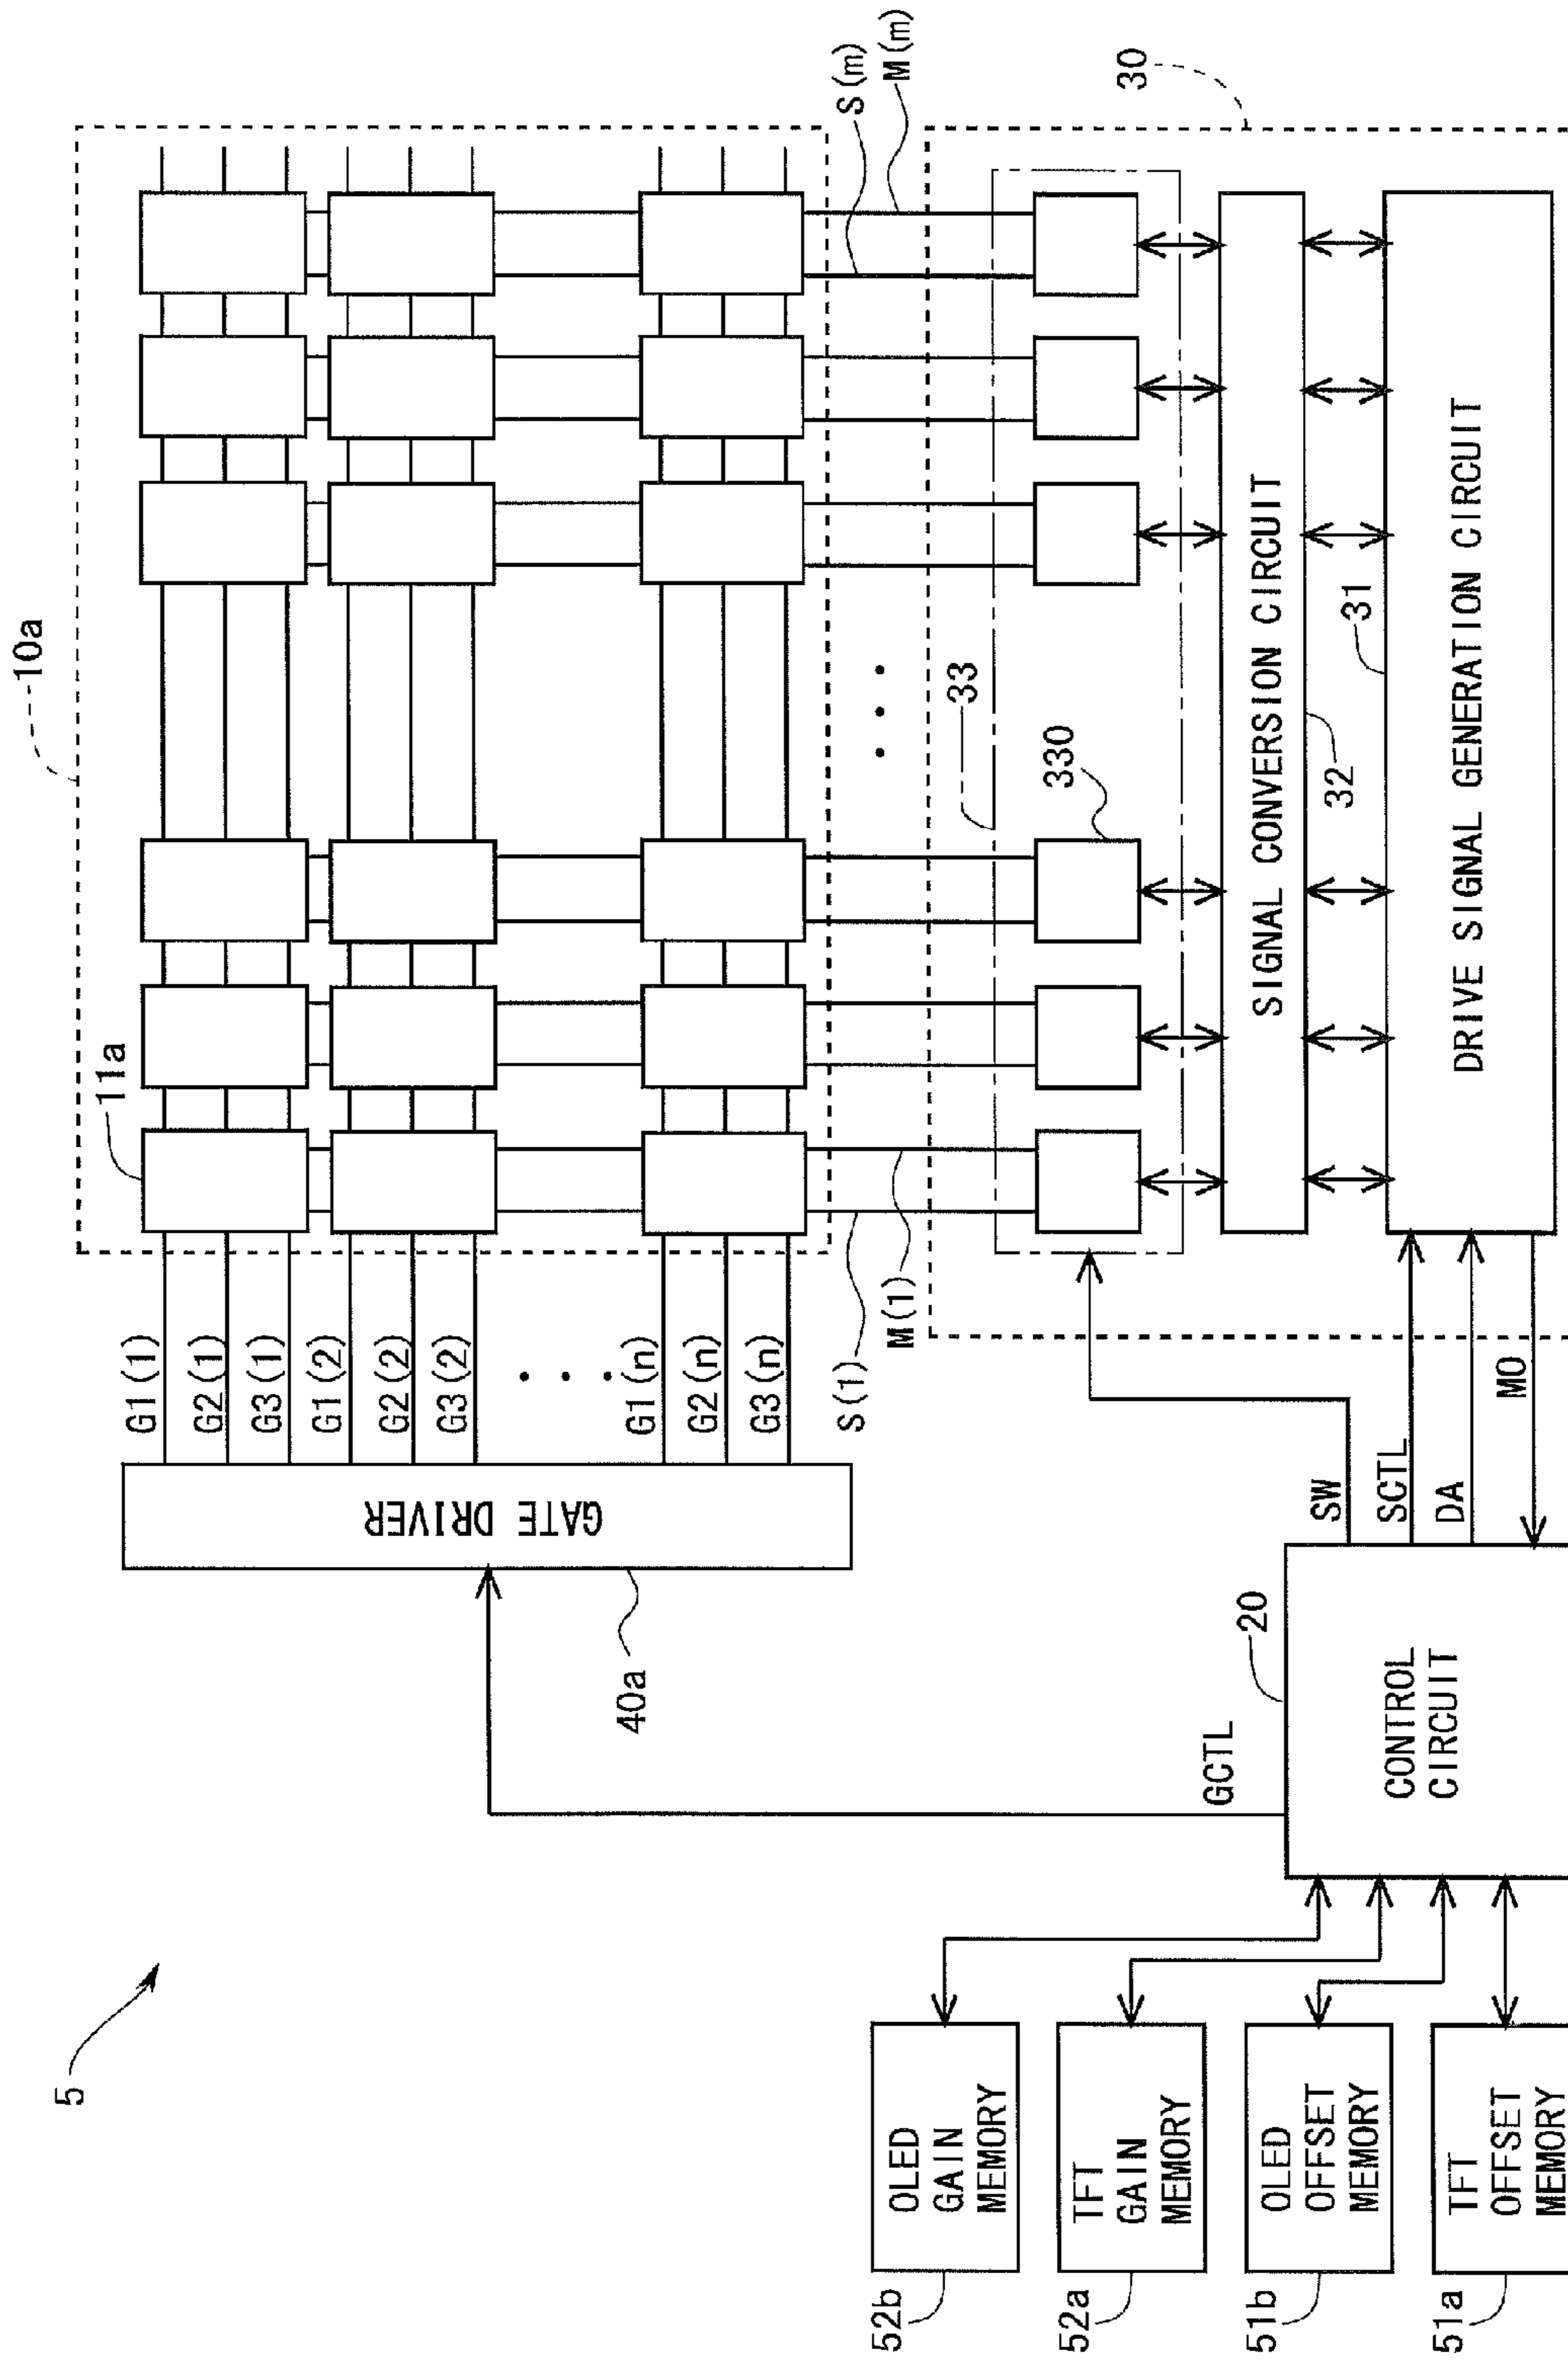 5
10a
11a
G1(1)
G2(1)
G3(1)
G1(2)
G2(2)
G3(2)
· · ·
G1(n)
G2(n)
G3(n)
GATE DRIVER
40a
S(1)
M(1)
· · ·
S(m)
M(m)
30
33
330
SIGNAL CONVERSION CIRCUIT
32
31
DRIVE SIGNAL GENERATION CIRCUIT
GCTL
20
CONTROL
CIRCUIT
SW
SCTL
DA
MO
52b
OLED
GAIN
MEMORY
52a
TFT
GAIN
MEMORY
51b
OLED
OFFSET
MEMORY
51a
TFT
OFFSET
MEMORY